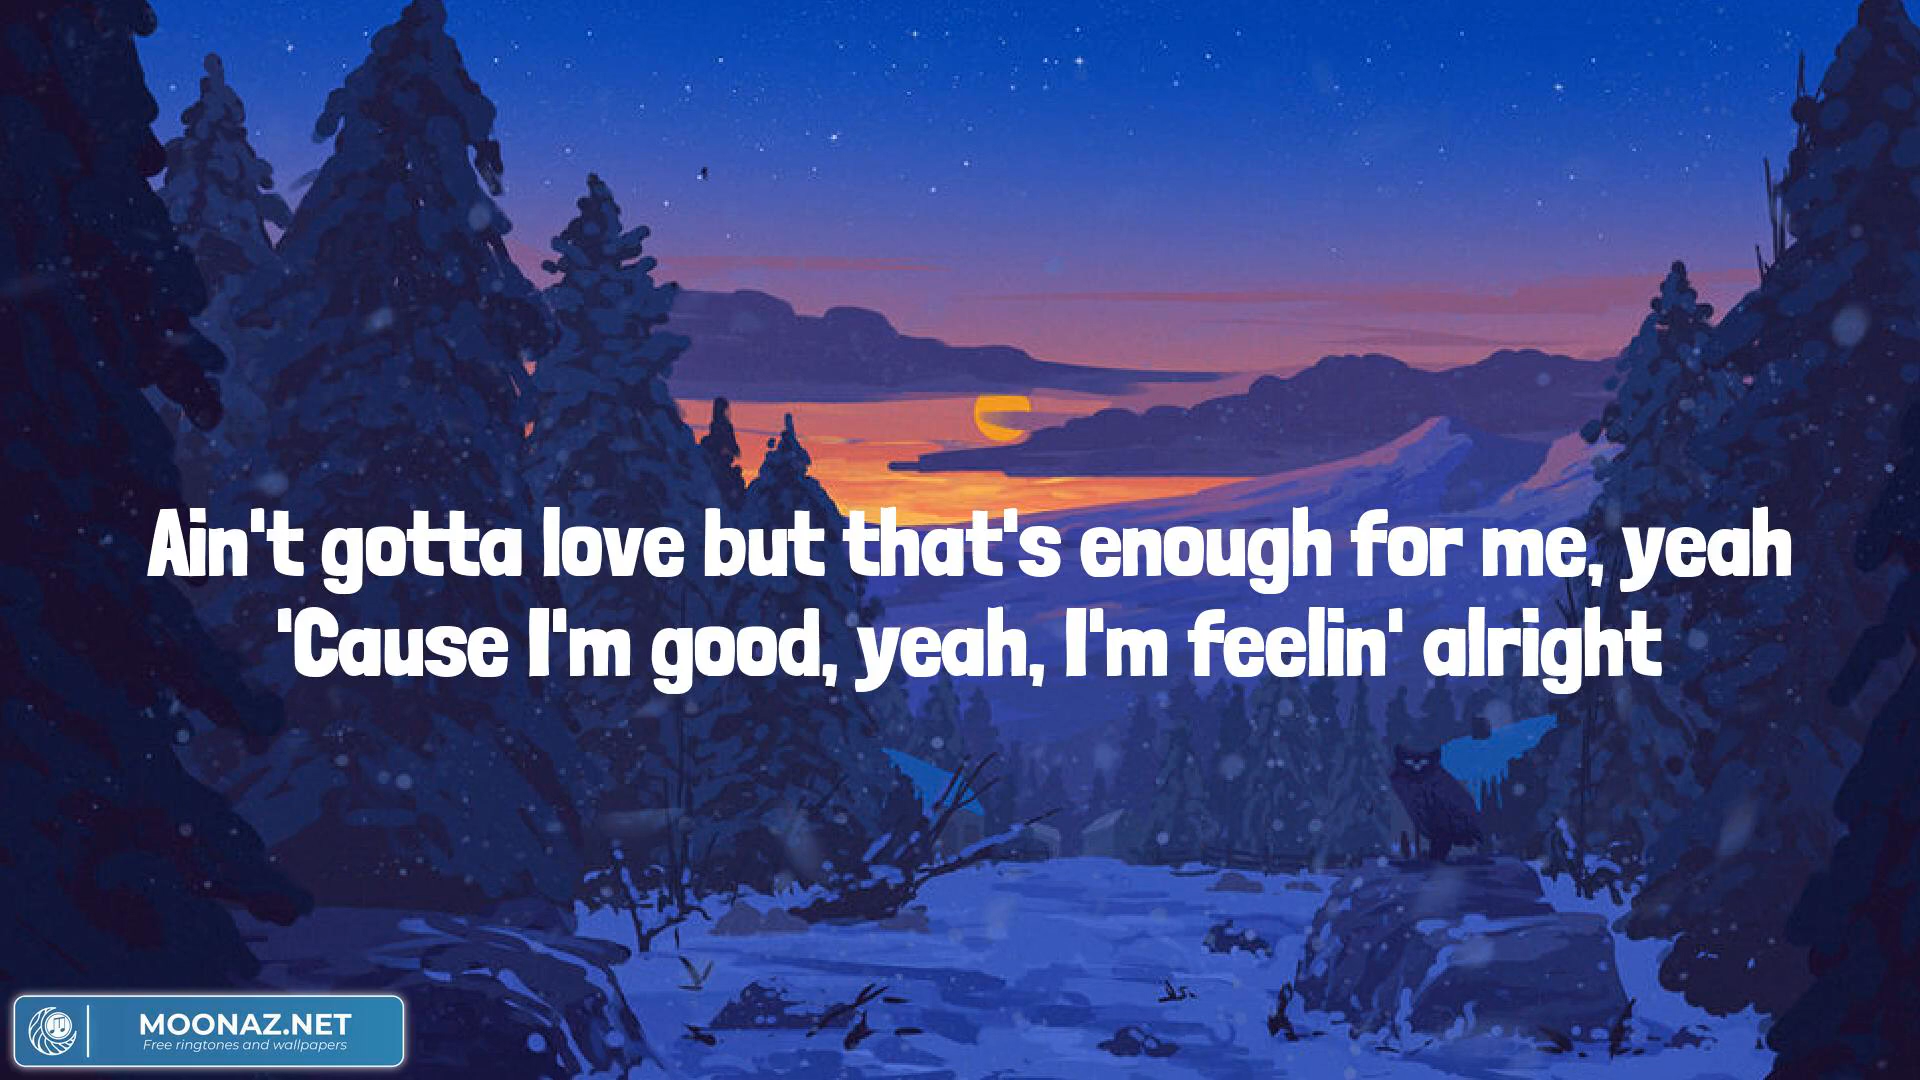 Ain't gotta love but that's enough for me, yeah
'Cause I'm good, yeah, I'm feelin' alright
MOONAZ.NET
Free ringtones and wallpapers